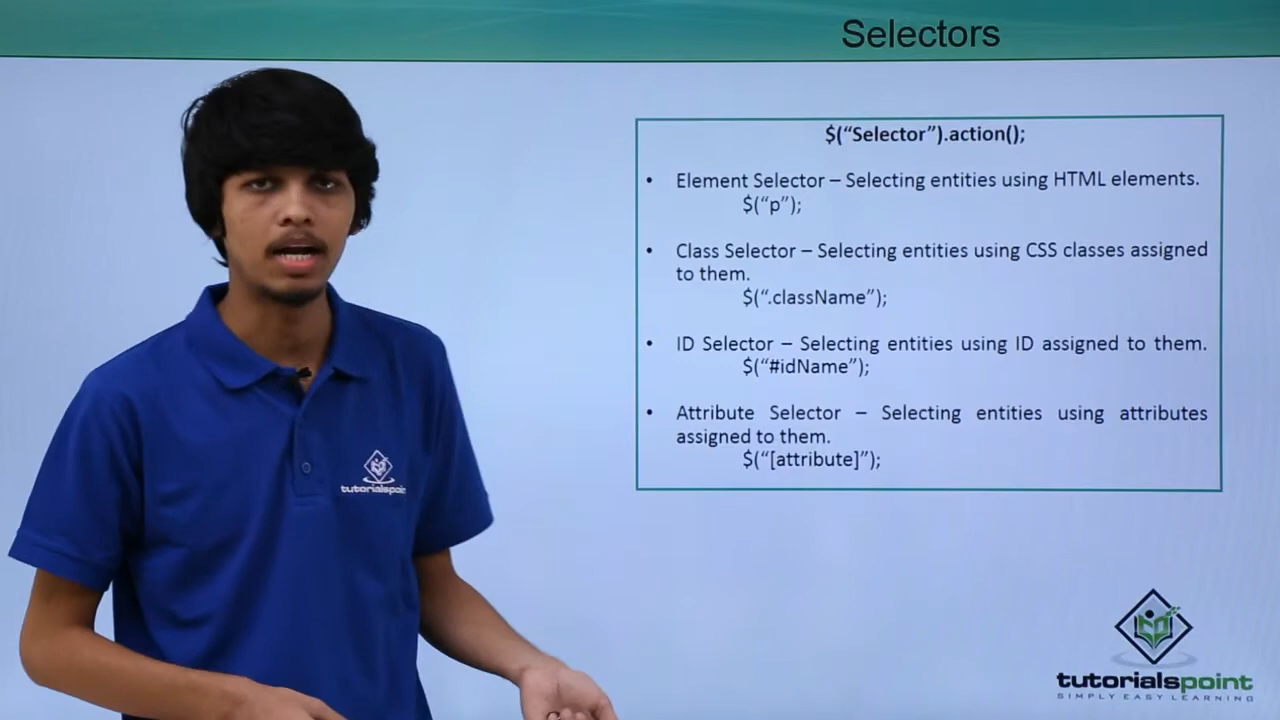 Selectors
$(“Selector”).action();
• Element Selector – Selecting entities using HTML elements.
$(“p”);
• Class Selector – Selecting entities using CSS classes assigned
to them.
$(“.className”);
• ID Selector – Selecting entities using ID assigned to them.
$(“#idName”);
• Attribute Selector – Selecting entities using attributes
assigned to them.
$(“[attribute]”);
tutorialspoint
tutorialspoint
SIMPLY EASY LEARNING